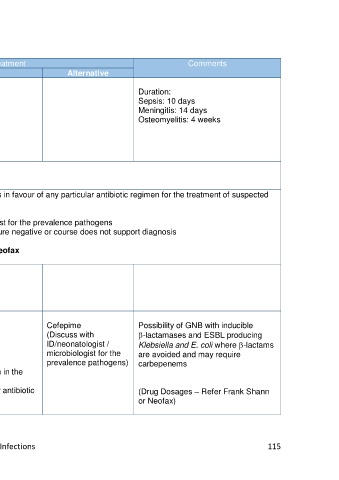 eatment
Comments
Alternative
Duration:
Sepsis: 10 days
Meningitis: 14 days
Osteomyelitis: 4 weeks
s in favour of any particular antibiotic regimen for the treatment of suspected
st for the prevalence pathogens
ure negative or course does not support diagnosis
eofax
Cefepime
(Discuss with
ID/neonatologist /
microbiologist for the
prevalence pathogens)
Possibility of GNB with inducible
β-lactamases and ESBL producing
Klebsiella and E. coli where β-lactams
are avoided and may require
carbepenems
n in the
r antibiotic
(Drug Dosages – Refer Frank Shann
or Neofax)
Infections
115